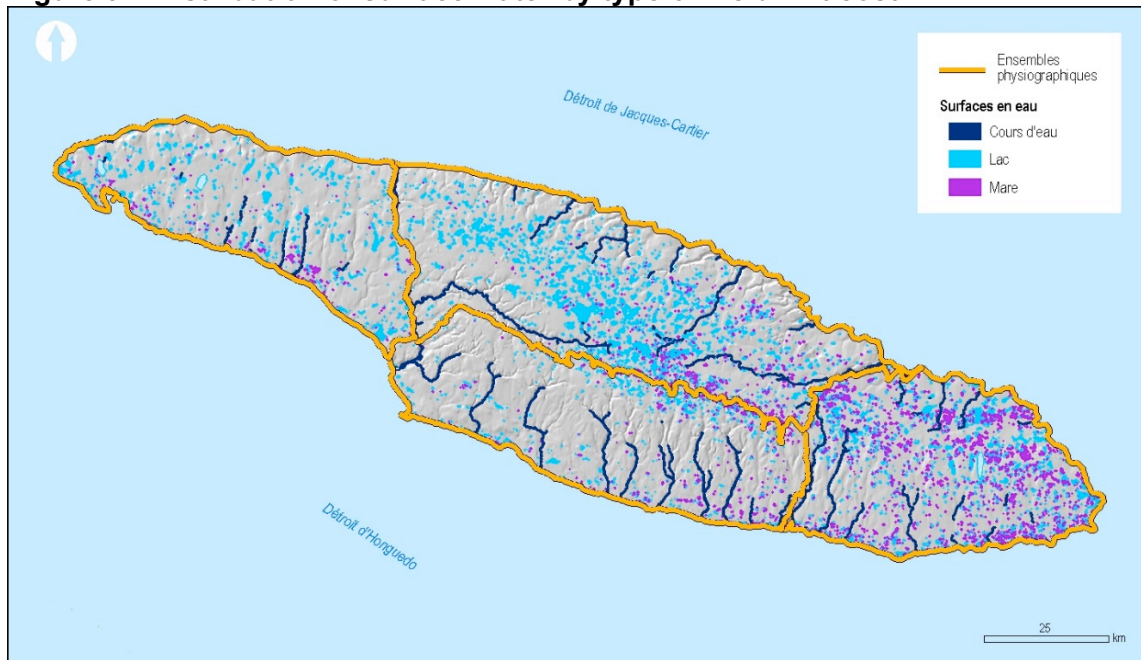 Détroit de Jacques-Cartier
Ensembles
physiographiques
Surfaces en eau
Cours d'eau
Lac
Mare
Détroit d'Honguedo
25
km